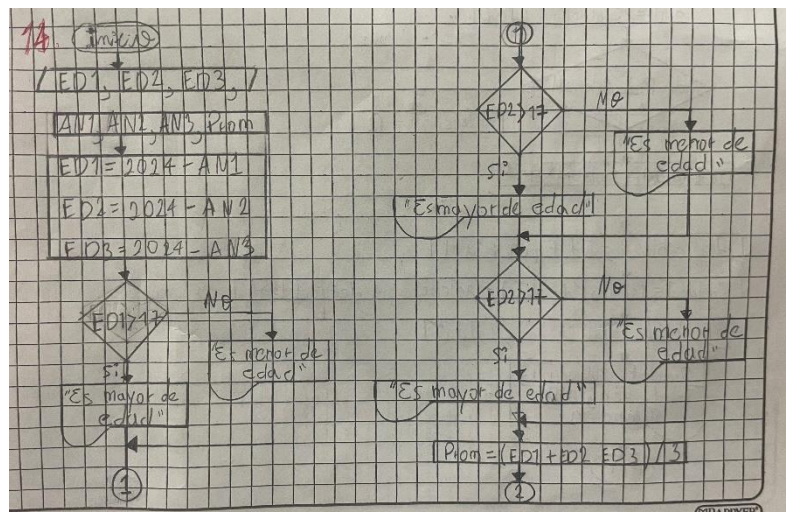 14. inicio
ED1, ED2, ED3,
AN1, AN2, AN3, Prom
ED1=2024-AN1
ED2=2024-AN2
ED3=2024-AN3
ED1>17
NO
Si
"Es menor de
edad"
"Es mayor de
edad"
1
1
ED2>17
NO
"Es menor de
edad"
Si
"Es mayor de edad"
ED2>17
NO
"Es menor de
edad"
Si
"Es mayor de edad"
Prom=(ED1+ED2 ED3)/3
2